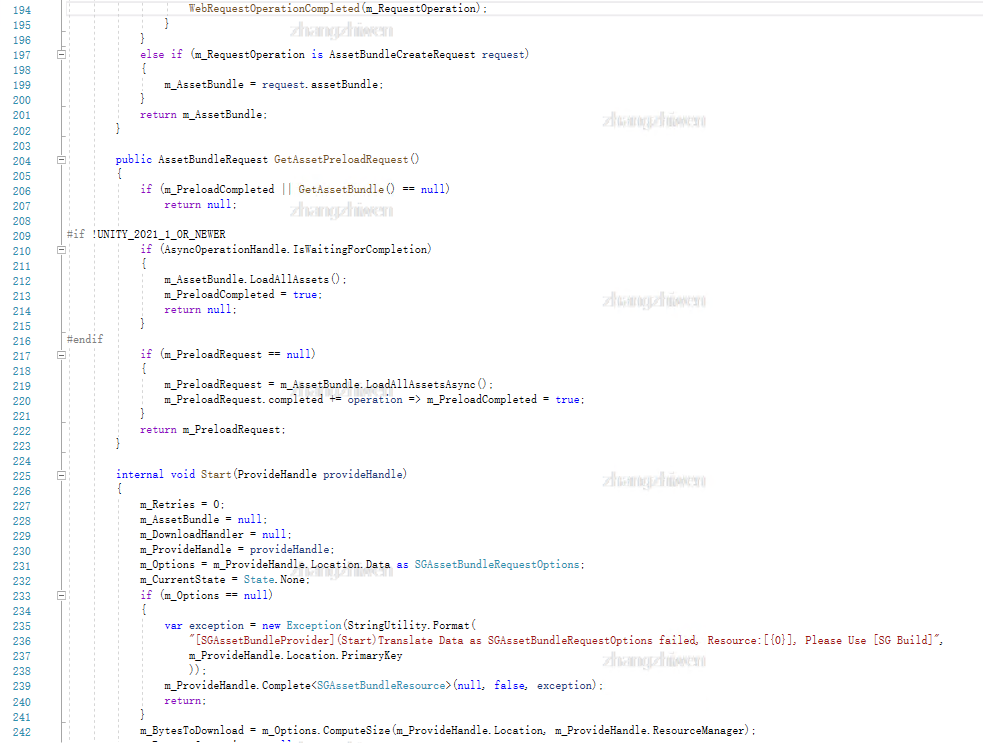 194 WebRequestOperationCompleted(m_RequestOperation);
195 }
196 }
197 else if (m_RequestOperation is AssetBundleCreateRequest request)
198 {
199 m_AssetBundle = request.assetBundle;
200 }
201 return m_AssetBundle;
202 }
203
204 public AssetBundleRequest GetAssetPreloadRequest()
205 {
206 if (m_PreloadCompleted || GetAssetBundle() == null)
207 return null;
208
209 #if !UNITY_2021_1_OR_NEWER
210 if (AsyncOperationHandle.IsWaitingForCompletion)
211 {
212 m_AssetBundle.LoadAllAssets();
213 m_PreloadCompleted = true;
214 return null;
215 }
216 #endif
217 if (m_PreloadRequest == null)
218 {
219 m_PreloadRequest = m_AssetBundle.LoadAllAssetsAsync();
220 m_PreloadRequest.completed += operation => m_PreloadCompleted = true;
221 }
222 return m_PreloadRequest;
223 }
224
225 internal void Start(ProvideHandle provideHandle)
226 {
227 m_Retries = 0;
228 m_AssetBundle = null;
229 m_DownloadHandler = null;
230 m_ProvideHandle = provideHandle;
231 m_Options = m_ProvideHandle.Location.Data as SGAssetBundleRequestOptions;
232 m_CurrentState = State.None;
233 if (m_Options == null)
234 {
235 var exception = new Exception(StringUtility.Format(
236 "[SGAssetBundleProvider](Start)Translate Data as SGAssetBundleRequestOptions failed, Resource:[{0}], Please Use [SG Build]",
237 m_ProvideHandle.Location.PrimaryKey
238 ));
239 m_ProvideHandle.Complete<SGAssetBundleResource>(null, false, exception);
240 return;
241 }
242 m_BytesToDownload = m_Options.ComputeSize(m_ProvideHandle.Location, m_ProvideHandle.ResourceManager);
zhangzhiwen
zhangzhiwen
zhangzhiwen
zhangzhiwen
zhangzhiwen
zhangzhiwen
zhangzhiwen
zhangzhiwen